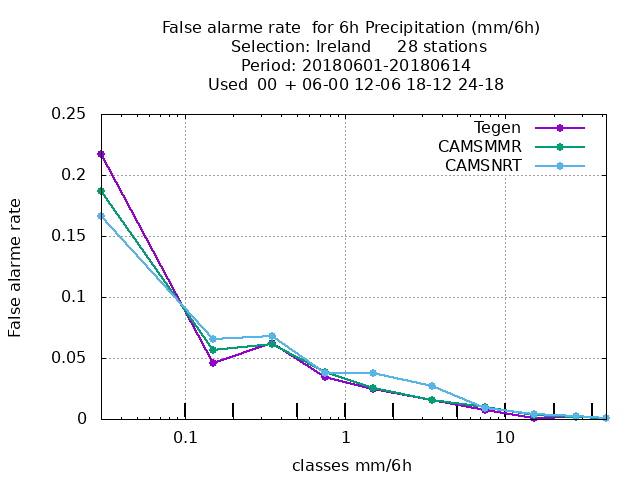 False alarme rate  for 6h Precipitation (mm/6h)
Selection: Ireland     28 stations
Period: 20180601-20180614
Used  00  + 06-00 12-06 18-12 24-18
Tegen
CAMSMMR
CAMSNRT
0.25
0.2
0.15
0.1
0.05
0
False alarme rate
0.1
1
10
classes mm/6h